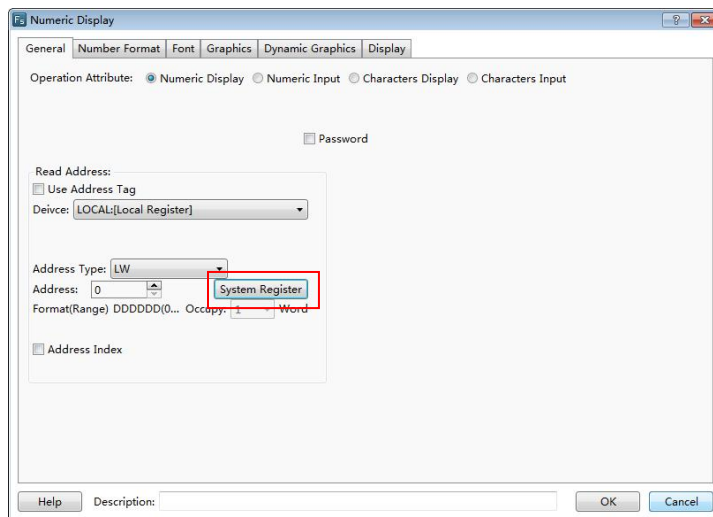 Fs Numeric Display
General Number Format Font Graphics Dynamic Graphics Display
Operation Attribute: Numeric Display Numeric Input Characters Display Characters Input
Password
Read Address:
Use Address Tag
Deivce: LOCAL:[Local Register]
Address Type: LW
Address: 0 System Register
Format(Range) DDDDDD(0... Occupy: 1 Word
Address Index
Help Description: OK Cancel